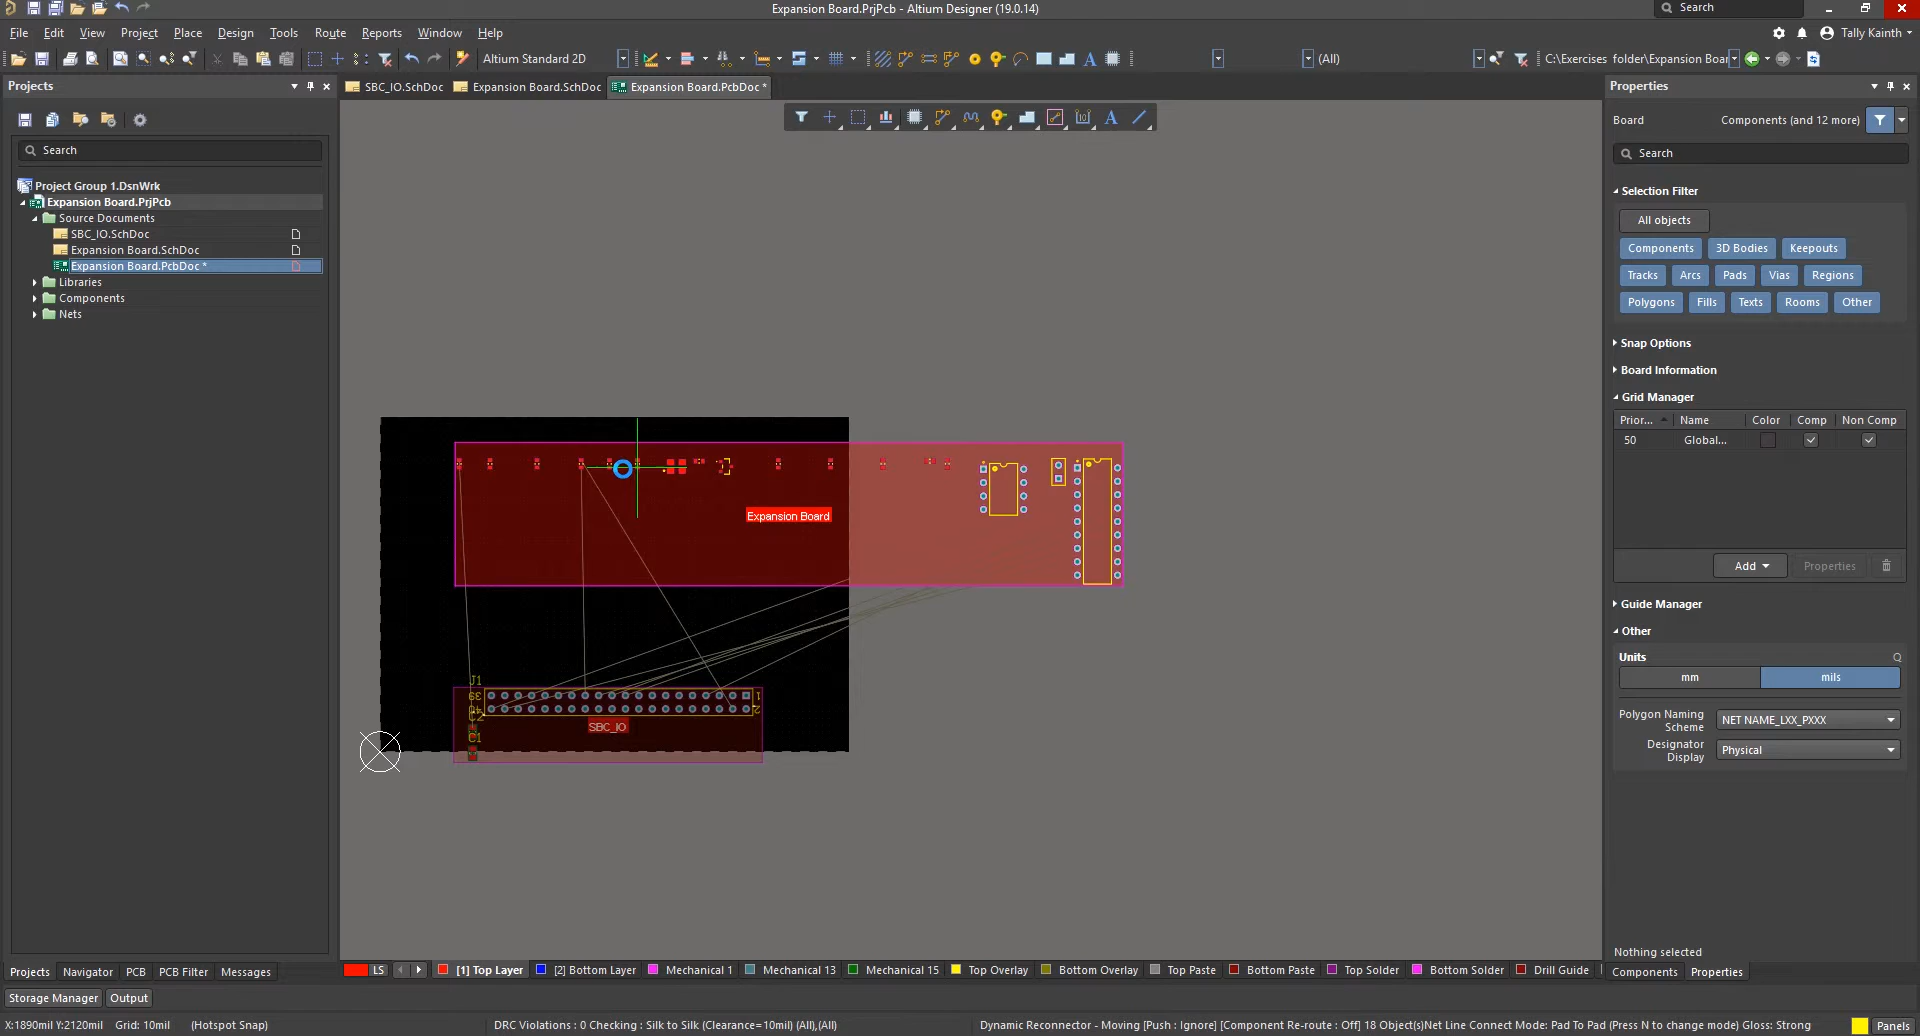 Expansion Board.PrjPcb - Altium Designer (19.0.14)
Search
File Edit View Project Place Design Tools Route Reports Window Help
Tally Kainth
Altium Standard 2D
(All)
C:\Exercises folder\Expansion Boar
Projects
SBC_IO.SchDoc
Expansion Board.SchDoc
Expansion Board.PcbDoc *
Properties
Board
Components (and 12 more)
Search
Search
Project Group 1.DsnWrk
Expansion Board.PrjPcb
Source Documents
SBC_IO.SchDoc
Expansion Board.SchDoc
Expansion Board.PcbDoc *
Libraries
Components
Nets
Selection Filter
All objects
Components 3D Bodies Keepouts
Tracks Arcs Pads Vias Regions
Polygons Fills Texts Rooms Other
Snap Options
Board Information
Grid Manager
Prior... Name Color Comp Non Comp
50 Global...
Add Properties
Guide Manager
Other
Units
mm mils
Polygon Naming Scheme
NET NAME_LXX_PXXX
Designator Display
Physical
Expansion Board
J1
39 1
40 2
SBC_IO
C2
C1
Nothing selected
Projects Navigator PCB PCB Filter Messages
LS
[1] Top Layer
[2] Bottom Layer
Mechanical 1
Mechanical 13
Mechanical 15
Top Overlay
Bottom Overlay
Top Paste
Bottom Paste
Top Solder
Bottom Solder
Drill Guide
Components Properties
Storage Manager Output
X:1890mil Y:2120mil Grid: 10mil (Hotspot Snap)
DRC Violations : 0 Checking : Silk to Silk (Clearance=10mil) (All),(All)
Dynamic Reconnector - Moving [Push : Ignore] [Component Re-route : Off] 18 Object(s)Net Line Connect Mode: Pad To Pad (Press N to change mode) Gloss: Strong
Panels